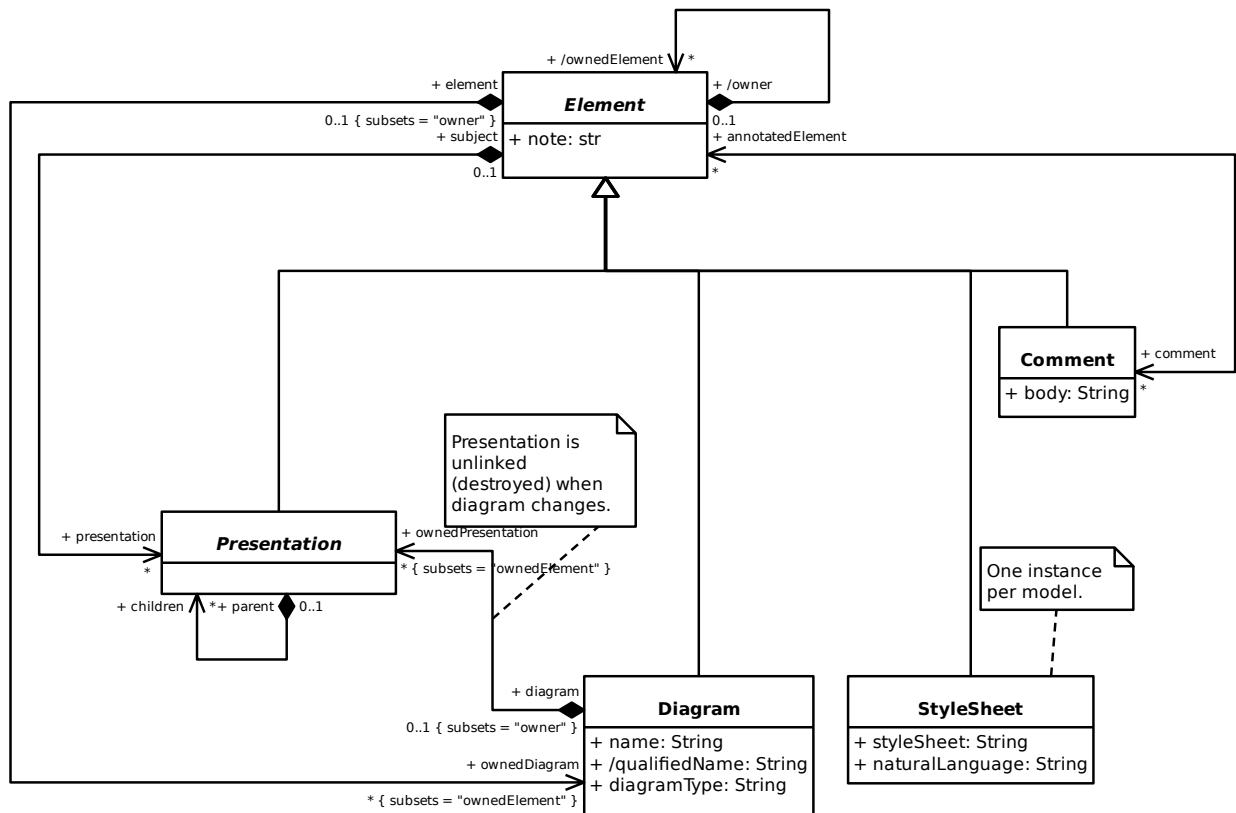 + /ownedElement
*
+ element
+ /owner
Element
0..1 { subsets = "owner" }
0..1
+ subject
+ note: str
+ annotatedElement
0..1
*
Comment
+ comment
+ body: String
*
Presentation is
unlinked
(destroyed) when
diagram changes.
+ presentation
Presentation
+ ownedPresentation
*
* { subsets = "ownedElement" }
One instance
per model.
+ children
*
+ parent
0..1
+ diagram
Diagram
StyleSheet
0..1 { subsets = "owner" }
+ name: String
+ /qualifiedName: String
+ diagramType: String
+ styleSheet: String
+ naturalLanguage: String
+ ownedDiagram
* { subsets = "ownedElement" }